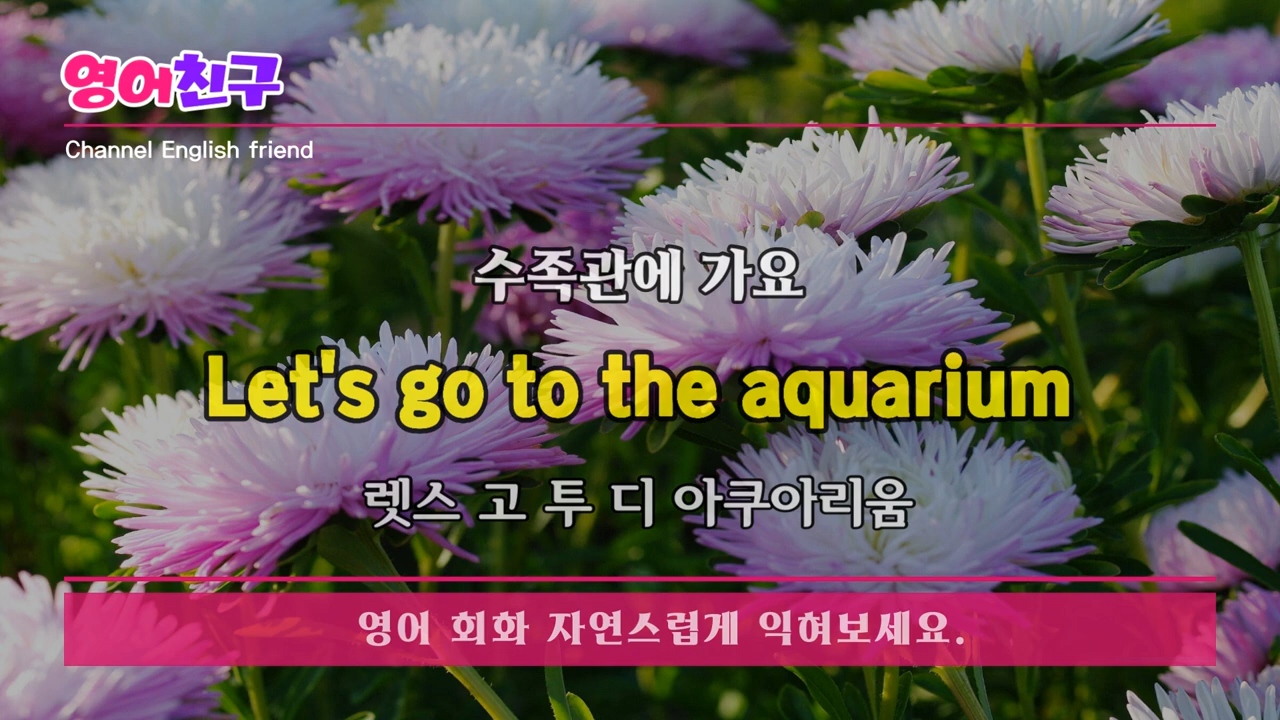 영어친구
Channel English friend
수족관에 가요
Let's go to the aquarium
렛스 고 투 디 아쿠아리움
영어 회화 자연스럽게 익혀보세요.